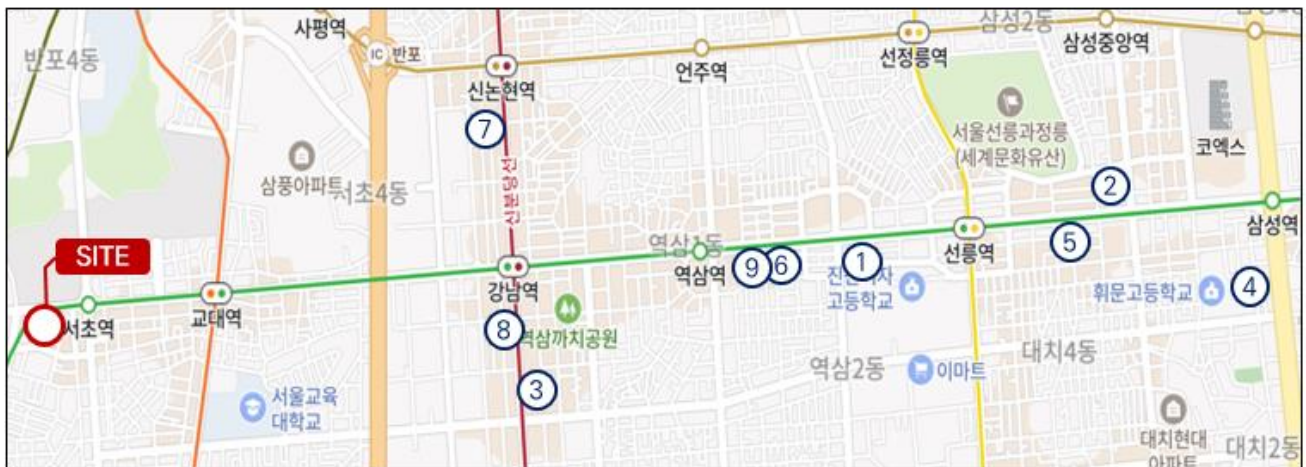 사평역
IC 반포
삼성2동
삼성중앙역
반포4동
언주역
선정릉역
신논현역
7
서울선릉과정릉
(세계문화유산)
코엑스
삼풍아파트
서초4동
신분당선
2
SITE
역삼1동
5
삼성역
선릉역
강남역
역삼역
9
6
1
고등학교
휘문고등학교
4
서초역
교대역
8
역삼까치공원
대치4동
역삼2동
이마트
3
서울교육
대학교
대치현대
아파트
대치2동